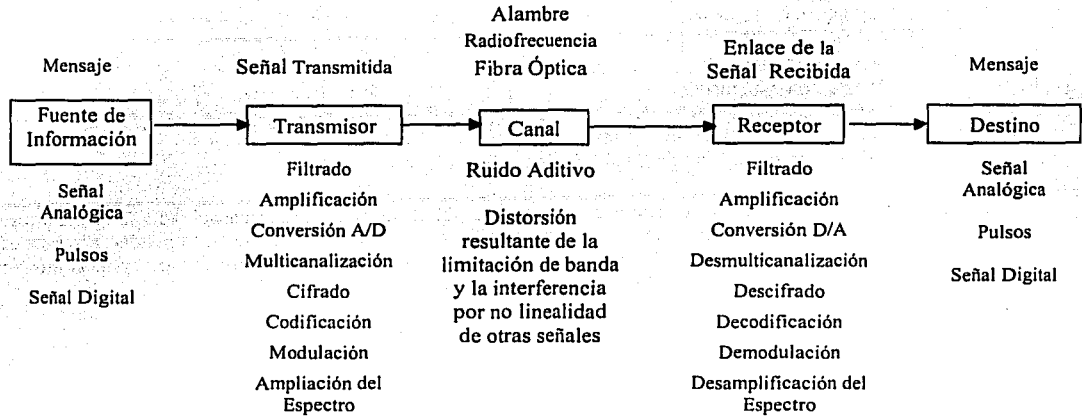 Mensaje
Fuente de
Información
Señal
Analógica
Pulsos
Señal Digital
Señal Transmitida
Transmisor
Filtrado
Amplificación
Conversión A/D
Multicanalización
Cifrado
Codificación
Modulación
Ampliación del
Espectro
Alambre
Radiofrecuencia
Fibra Óptica
Canal
Ruido Aditivo
Distorsión
resultante de la
limitación de banda
y la interferencia
por no linealidad
de otras señales
Enlace de la
Señal Recibida
Receptor
Filtrado
Amplificación
Conversión D/A
Desmulticanalización
Descifrado
Decodificación
Demodulación
Desamplificación del
Espectro
Mensaje
Destino
Señal
Analógica
Pulsos
Señal Digital